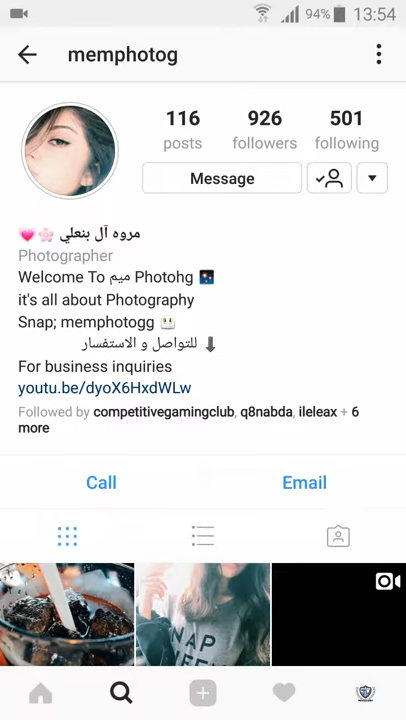 94% 13:54
memphotog
116 926 501
posts followers following
Message
مروه آل بنعلي
Photographer
Welcome To ميم Photohg
it's all about Photography
Snap; memphotogg
للتواصل و الاستفسار
For business inquiries
youtu.be/dyoX6HxdWLw
Followed by competitivegamingclub, q8nabda, ileleax + 6
more
Call Email
NAP